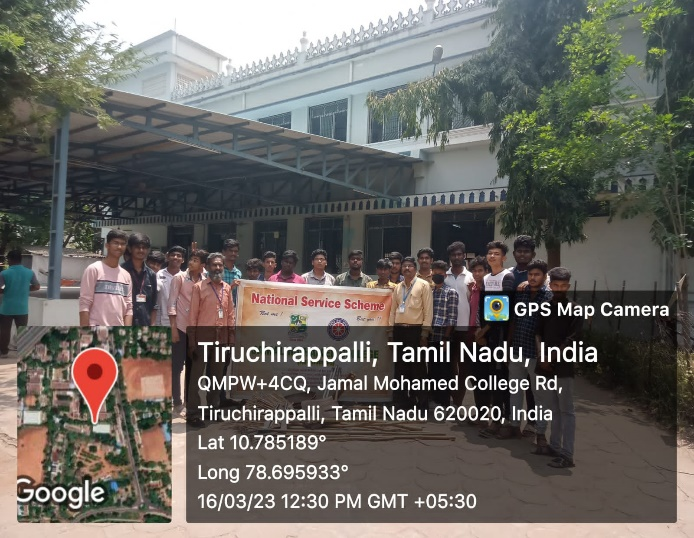 National Service Scheme
Not me !
But you !
GPS Map Camera
Tiruchirappalli, Tamil Nadu, India
QMPW+4CQ, Jamal Mohamed College Rd,
Tiruchirappalli, Tamil Nadu 620020, India
Lat 10.785189°
Long 78.695933°
16/03/23 12:30 PM GMT +05:30
Google